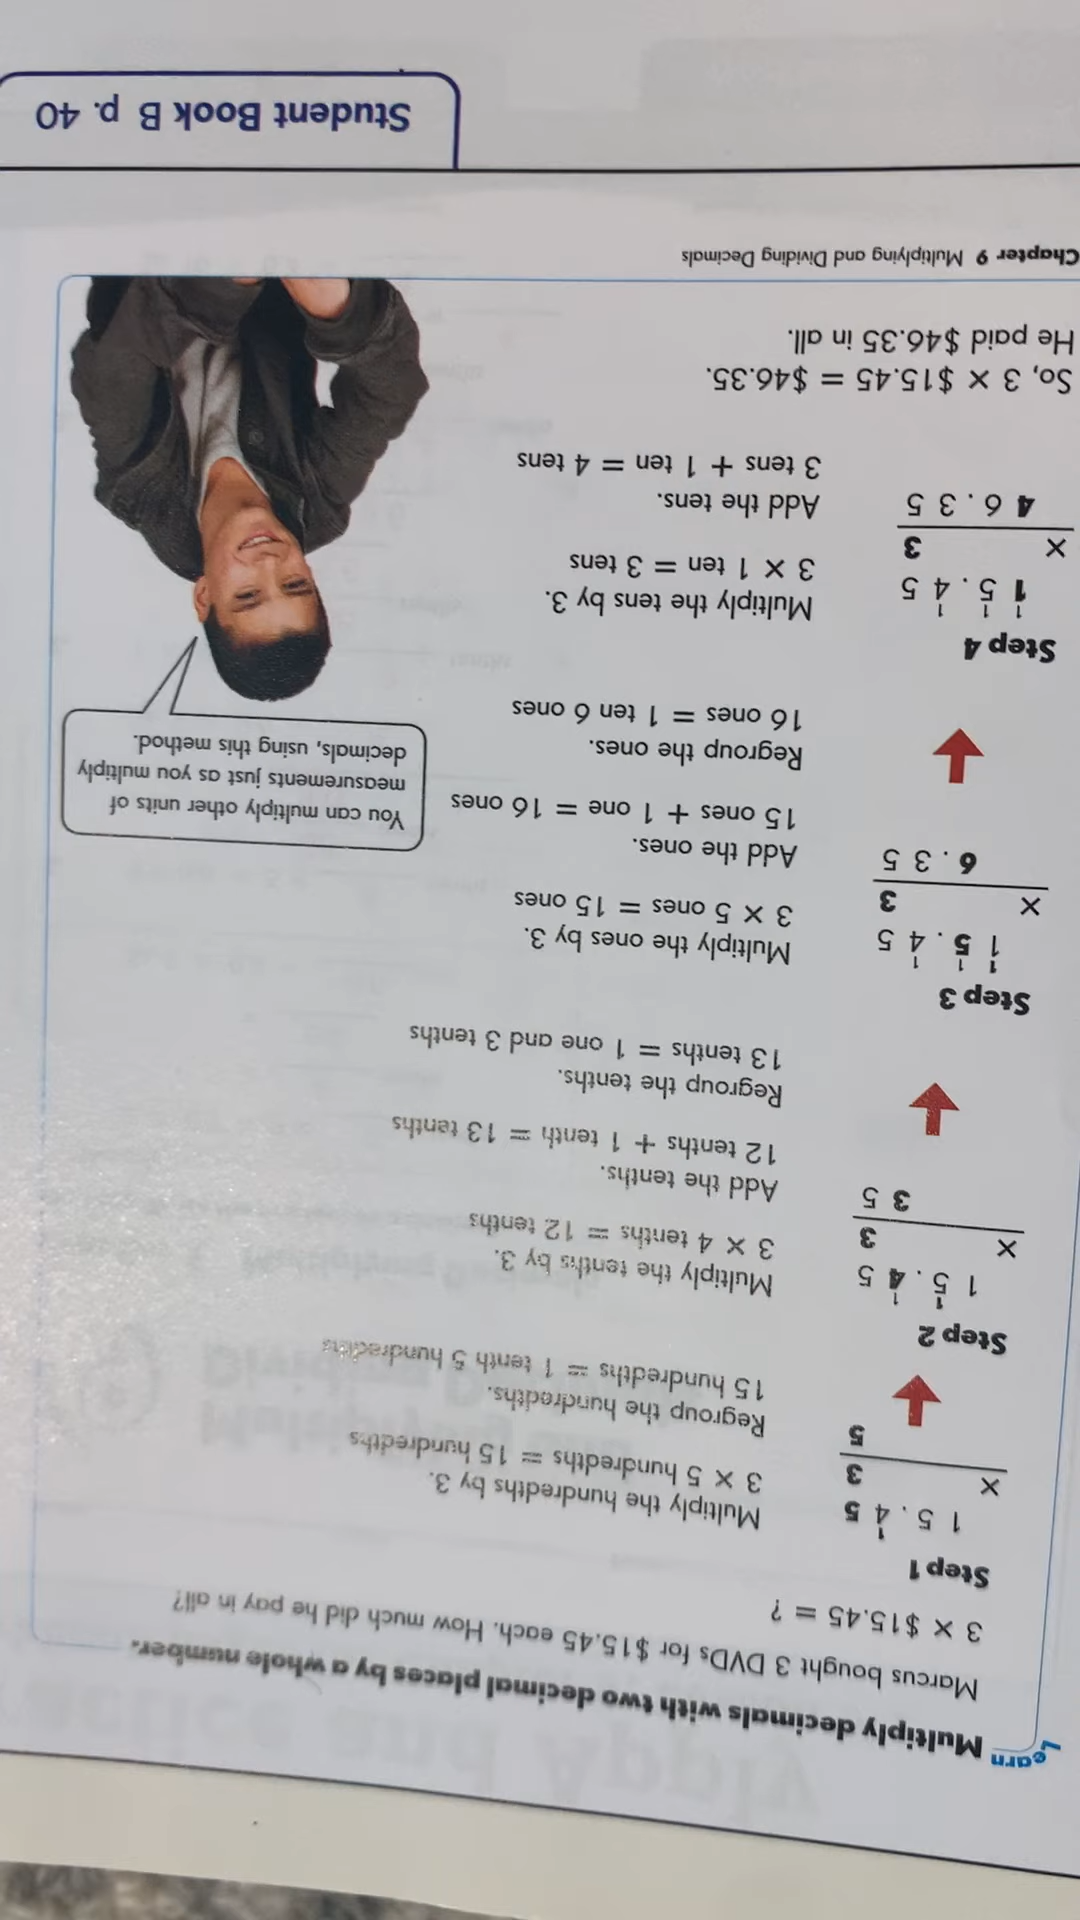 Learn Multiply decimals with two decimal places by a whole number.
Marcus bought 3 DVDs for $15.45 each. How much did he pay in all?
3 × $15.45 = ?
Step 1
1
1 5 . 4 5
× 3
5
Multiply the hundredths by 3.
3 × 5 hundredths = 15 hundredths
Regroup the hundredths.
15 hundredths = 1 tenth 5 hundredths
Step 2
1 1
1 5 . 4 5
× 3
3 5
Multiply the tenths by 3.
3 × 4 tenths = 12 tenths
Add the tenths.
12 tenths + 1 tenth = 13 tenths
Regroup the tenths.
13 tenths = 1 one and 3 tenths
Step 3
1 1 1
1 5 . 4 5
× 3
6 . 3 5
Multiply the ones by 3.
3 × 5 ones = 15 ones
Add the ones.
15 ones + 1 one = 16 ones
Regroup the ones.
16 ones = 1 ten 6 ones
You can multiply other units of
measurements just as you multiply
decimals, using this method.
Step 4
1 1 1
1 5 . 4 5
× 3
4 6 . 3 5
Multiply the tens by 3.
3 × 1 ten = 3 tens
Add the tens.
3 tens + 1 ten = 4 tens
So, 3 × $15.45 = $46.35.
He paid $46.35 in all.
Chapter 9 Multiplying and Dividing Decimals
Student Book B p. 40